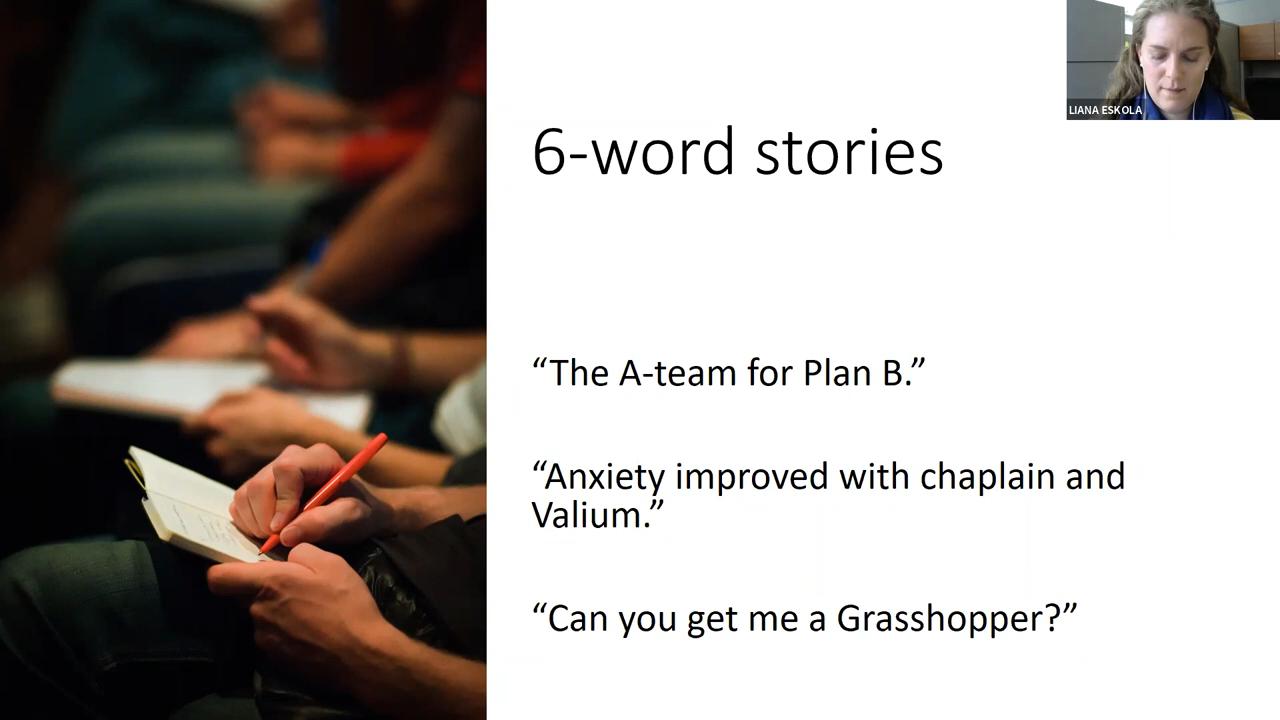 LIANA ESKOLA
6-word stories
“The A-team for Plan B.”
“Anxiety improved with chaplain and
Valium.”
“Can you get me a Grasshopper?”